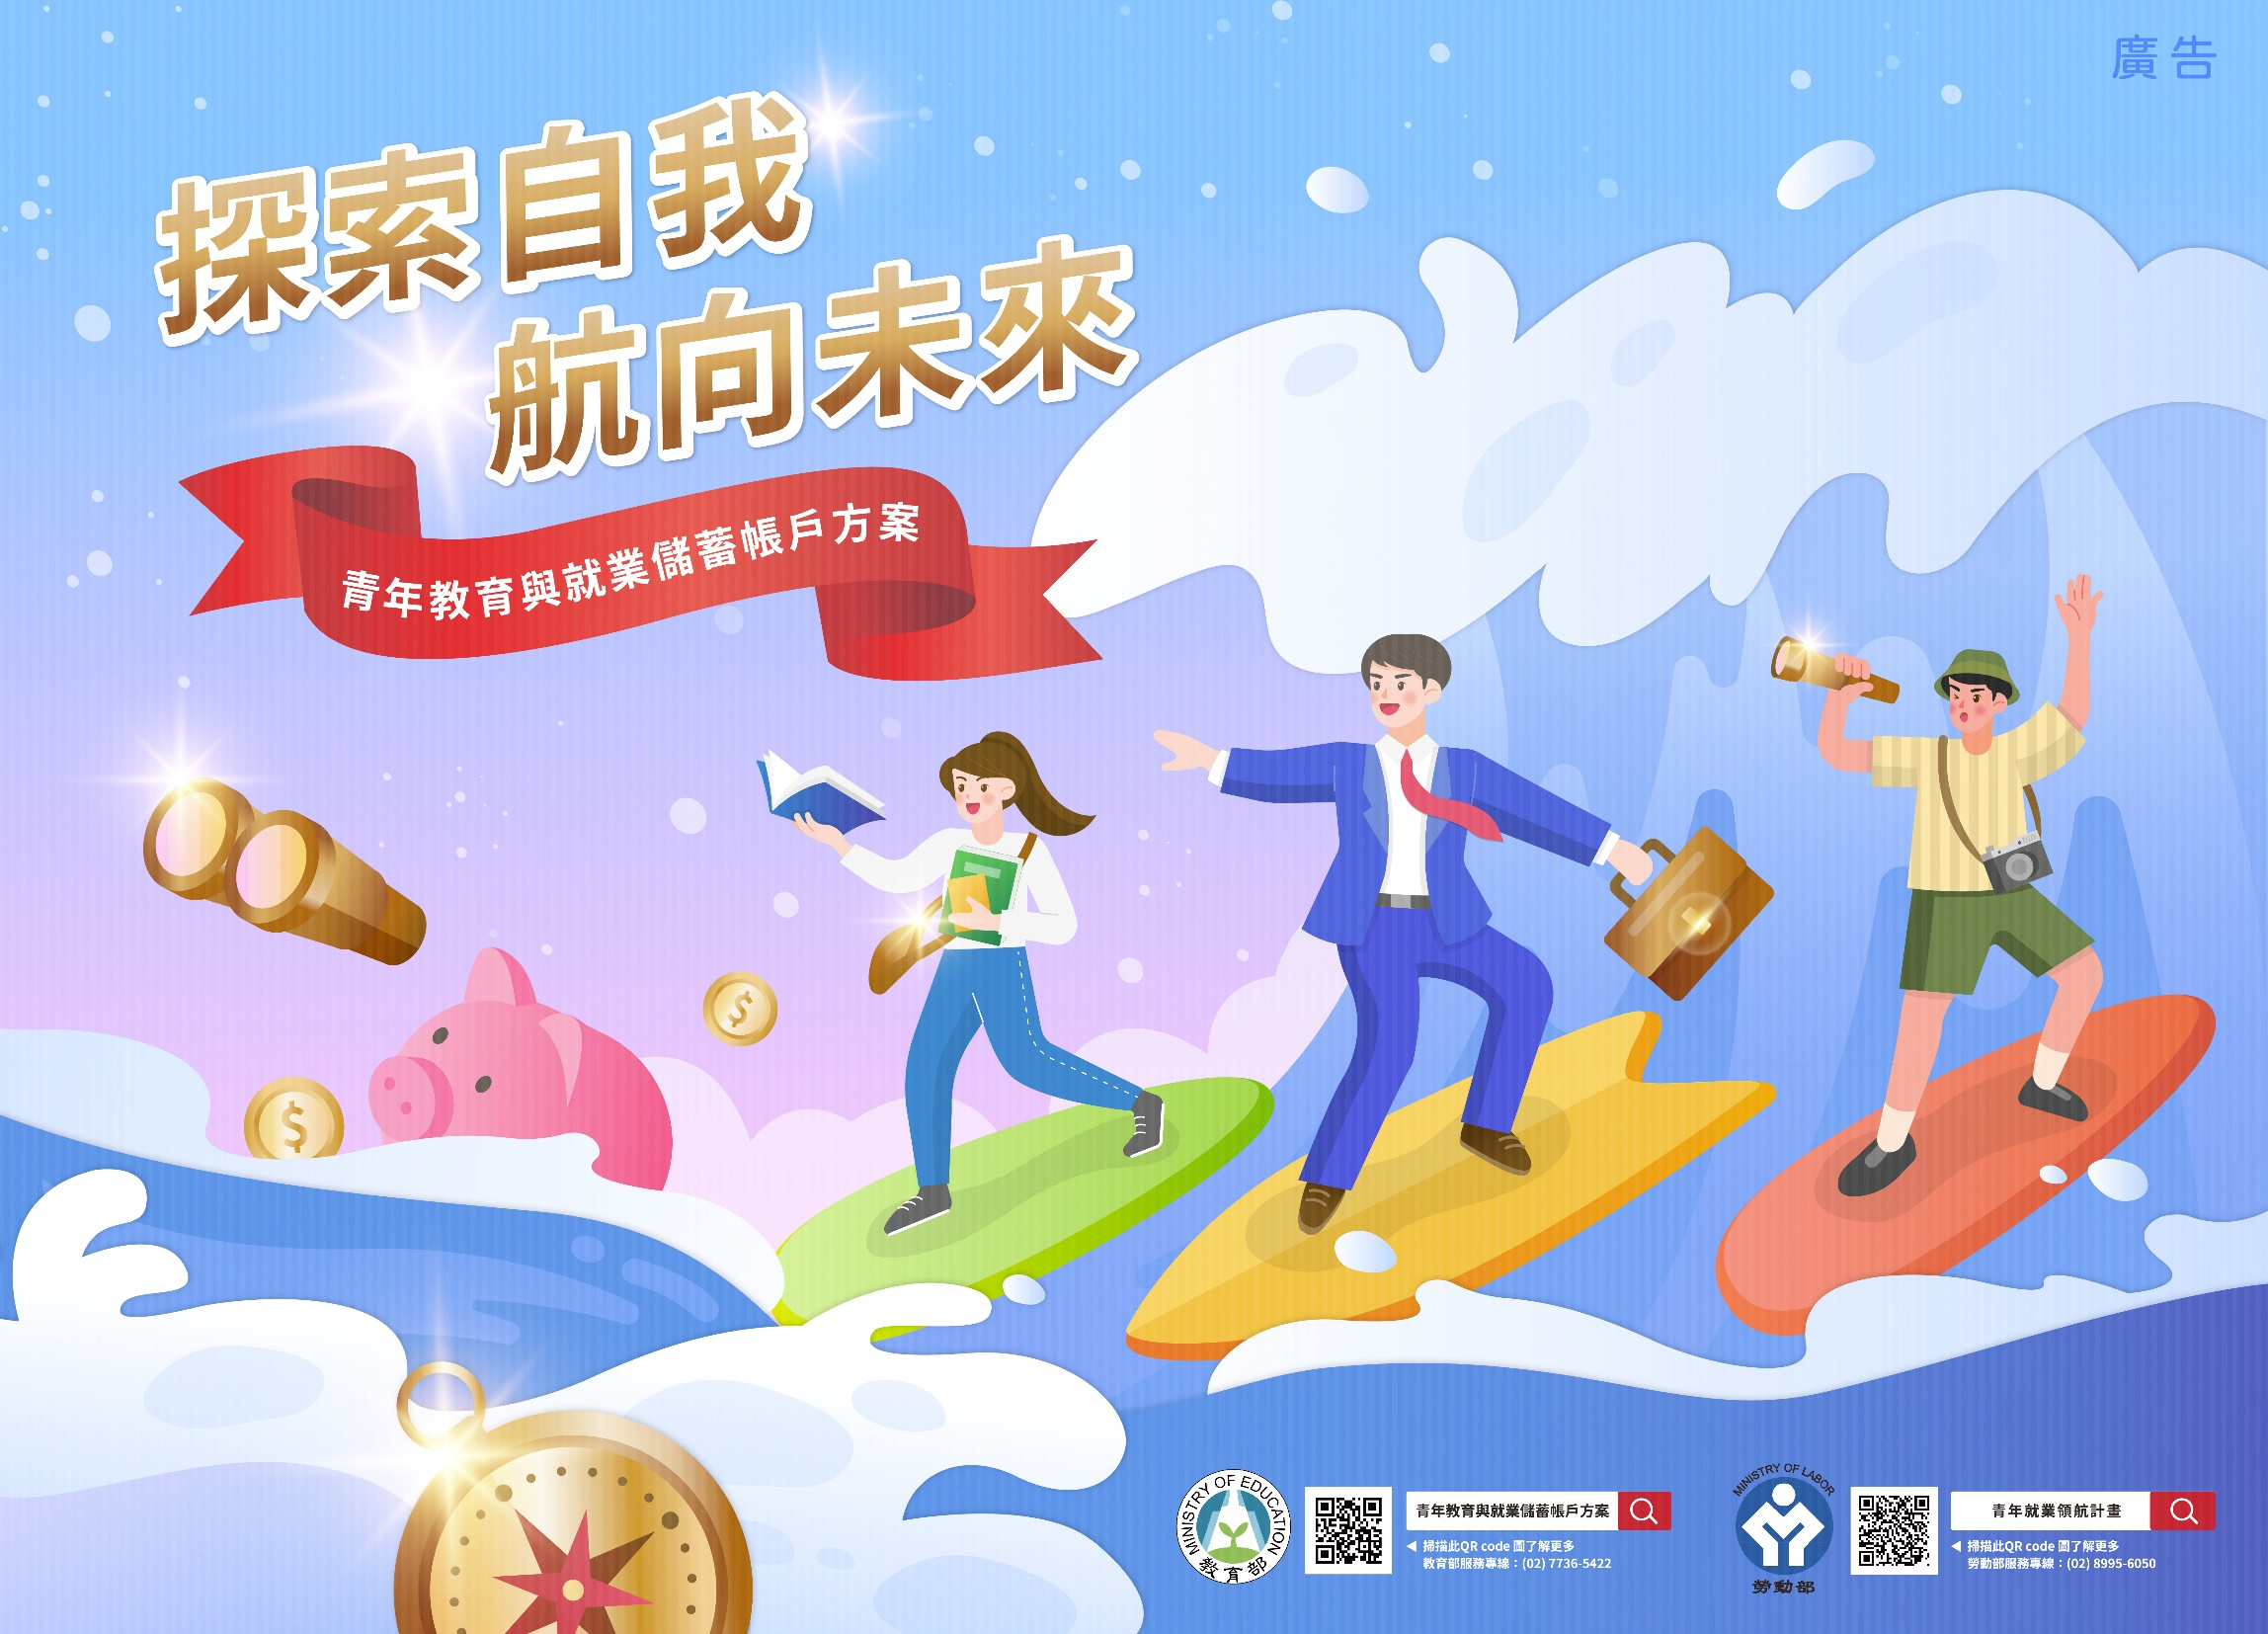 廣告
探索自我
航向未來
青年教育與就業儲蓄帳戶方案
$
$
MINISTRY OF EDUCATION
教育部
青年教育與就業儲蓄帳戶方案
◀ 掃描此QR code 圖了解更多
教育部服務專線：(02) 7736-5422
MINISTRY OF LABOR
勞動部
青年就業領航計畫
◀ 掃描此QR code 圖了解更多
勞動部服務專線：(02) 8995-6050